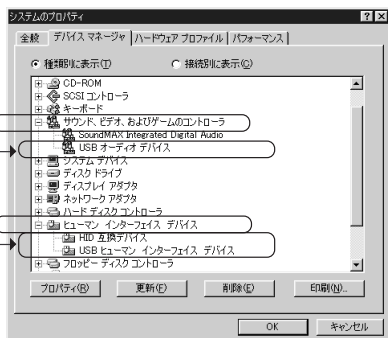 システムのプロパティ
全般 デバイス マネージャ ハードウェア プロファイル パフォーマンス
種類別に表示(T) 接続別に表示(C)
CD-ROM
SCSI コントローラ
キーボード
サウンド、ビデオ、およびゲームのコントローラ
SoundMAX Integrated Digital Audio
USB オーディオ デバイス
システム デバイス
ディスク ドライブ
ディスプレイ アダプタ
ネットワーク アダプタ
ハード ディスク コントローラ
ヒューマン インターフェイス デバイス
HID 互換デバイス
USB ヒューマン インターフェイス デバイス
フロッピー ディスク コントローラ
プロパティ(R) 更新(F) 削除(E) 印刷(N)...
OK キャンセル